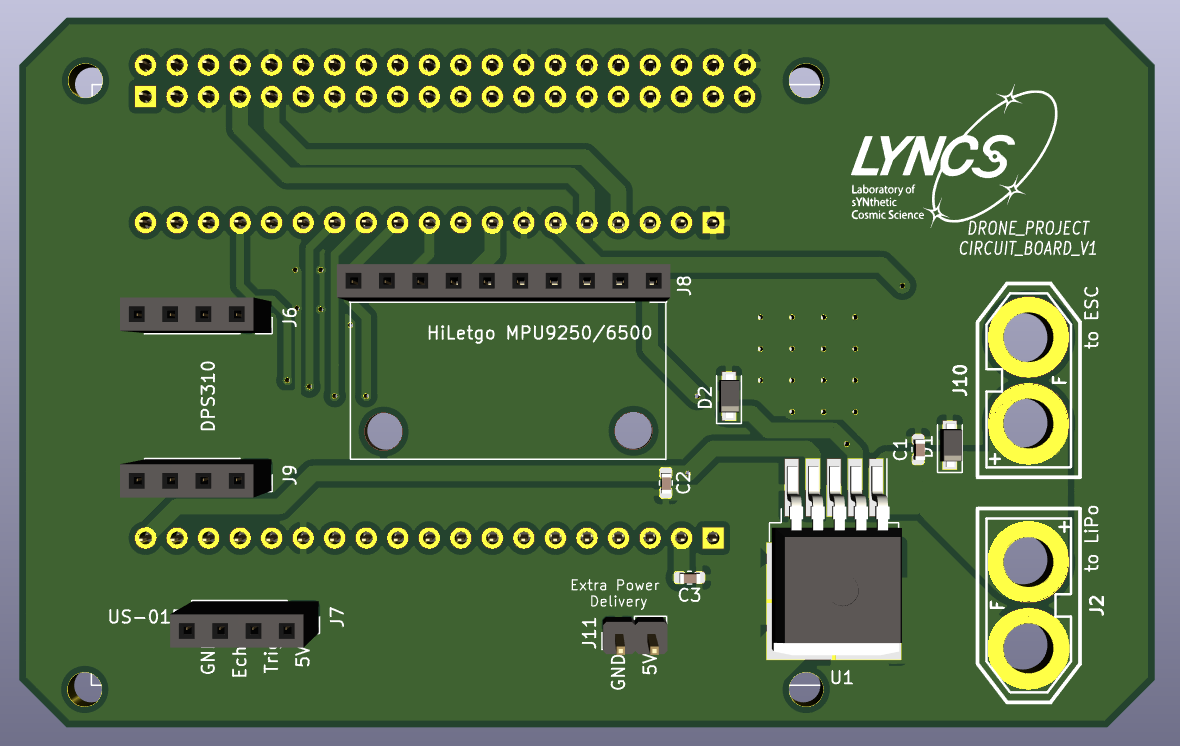 LYNCS
Laboratory of
sYNthetic
Cosmic Science
DRONE_PROJECT
CIRCUIT_BOARD_V1
J8
J6
to ESC
HiLetgo MPU9250/6500
J10
F
DPS310
D2
C1
D1
+
J9
C2
+
to LiPo
Extra Power
Delivery
C3
F
J2
US-01
J7
J11
GND
Ech
Tri
5V
GND
5V
U1